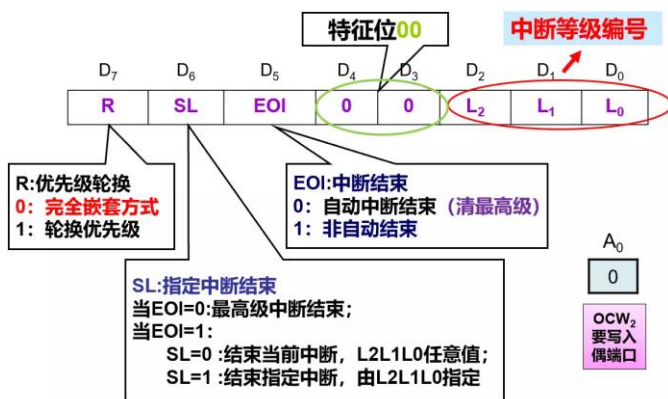 特征位00
中断等级编号
D7 D6 D5 D4 D3 D2 D1 D0
R SL EOI 0 0 L2 L1 L0
R:优先级轮换
0：完全嵌套方式
1：轮换优先级
EOI:中断结束
0：自动中断结束（清最高级）
1：非自动结束
SL:指定中断结束
当EOI=0:最高级中断结束；
当EOI=1：
SL=0 :结束当前中断，L2L1L0任意值；
SL=1 :结束指定中断，由L2L1L0指定
A0
0
OCW2
要写入
偶端口